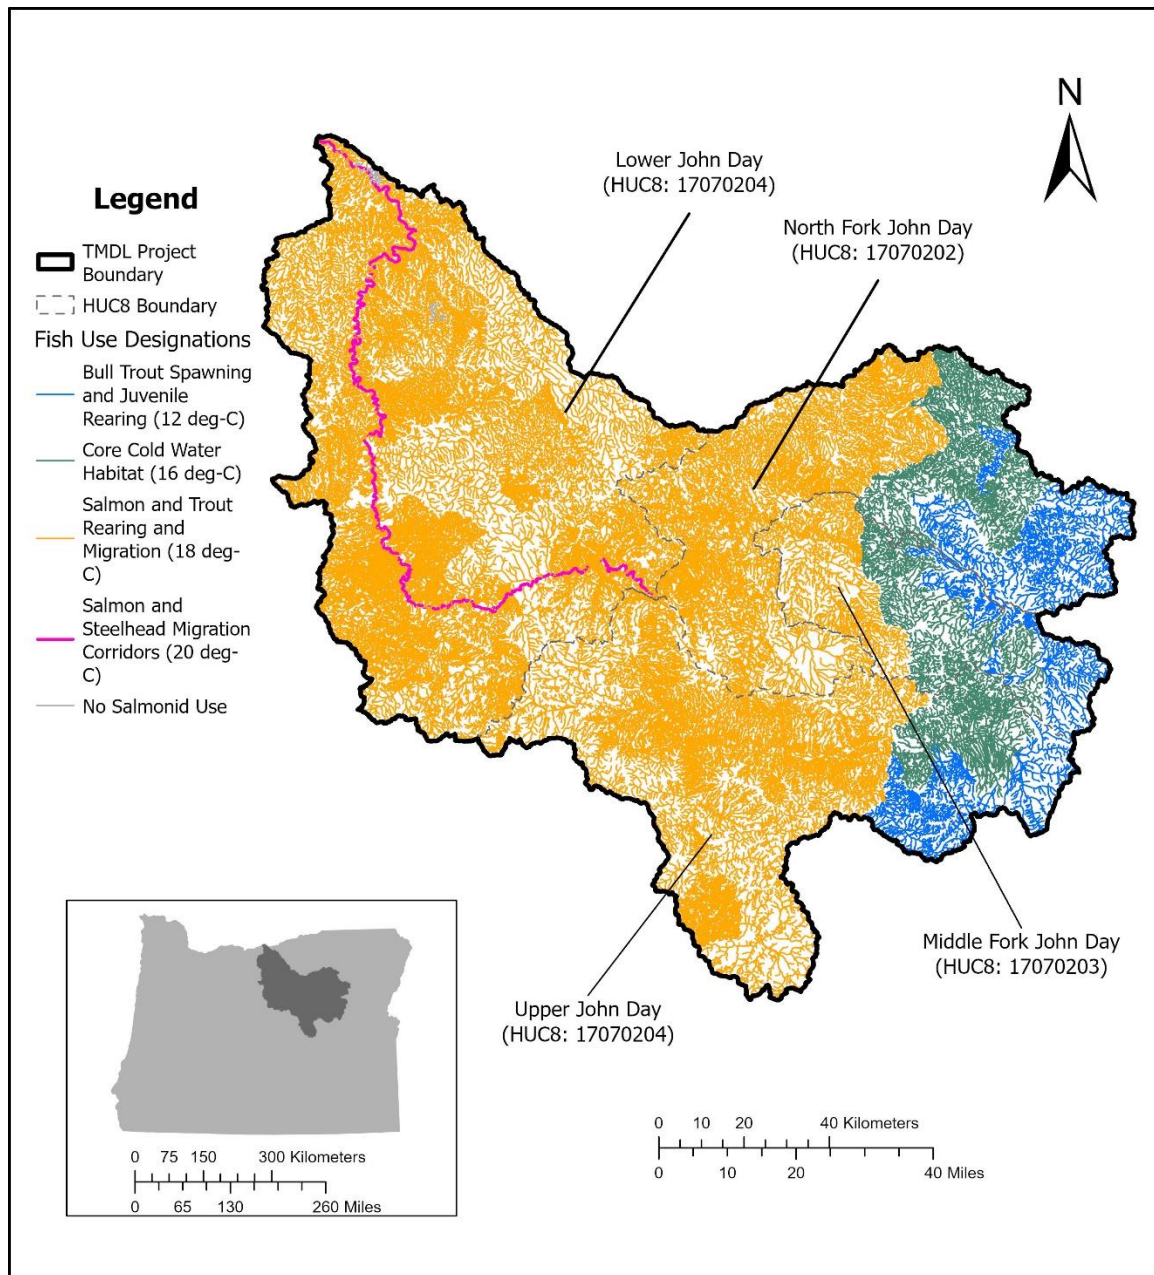 N
Lower John Day
(HUC8: 17070204)
North Fork John Day
(HUC8: 17070202)
Legend
TMDL Project
Boundary
HUC8 Boundary
Fish Use Designations
Bull Trout Spawning
and Juvenile
Rearing (12 deg-C)
Core Cold Water
Habitat (16 deg-C)
Salmon and Trout
Rearing and
Migration (18 deg-
C)
Salmon and
Steelhead Migration
Corridors (20 deg-
C)
No Salmonid Use
Middle Fork John Day
(HUC8: 17070203)
Upper John Day
(HUC8: 17070204)
0 75 150 300 Kilometers
0 65 130 260 Miles
0 10 20 40 Kilometers
0 10 20 40 Miles